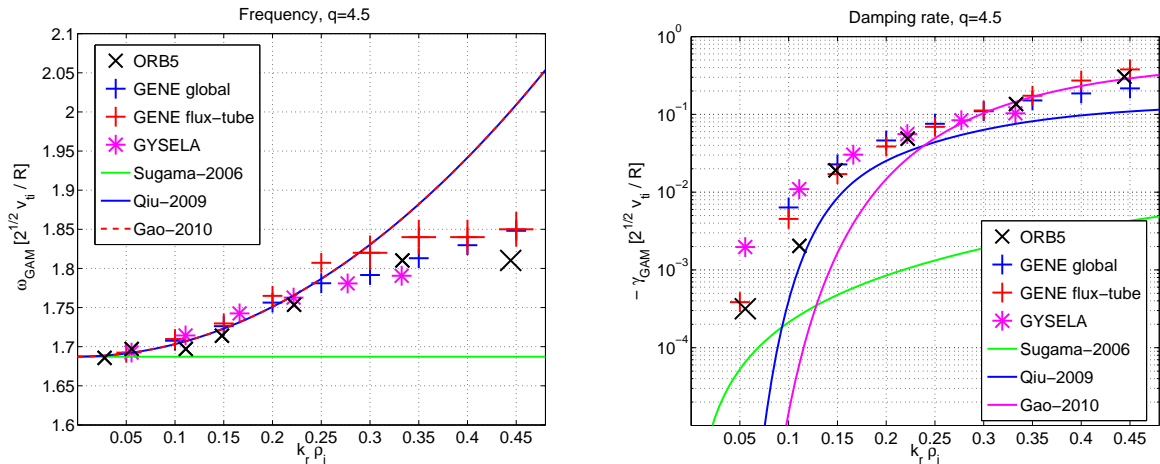 Frequency, q=4.5
2.1
2.05
2
1.95
1.9
1.85
1.8
1.75
1.7
1.65
1.6
ω_GAM [2^{1/2} v_{ti} / R]
ORB5
GENE global
GENE flux−tube
GYSELA
Sugama−2006
Qiu−2009
Gao−2010
0.05 0.1 0.15 0.2 0.25 0.3 0.35 0.4 0.45
k_r ρ_i
Damping rate, q=4.5
10^0
10^{-1}
10^{-2}
10^{-3}
10^{-4}
− γ_GAM [2^{1/2} v_{ti} / R]
ORB5
GENE global
GENE flux−tube
GYSELA
Sugama−2006
Qiu−2009
Gao−2010
0.05 0.1 0.15 0.2 0.25 0.3 0.35 0.4 0.45
k_r ρ_i